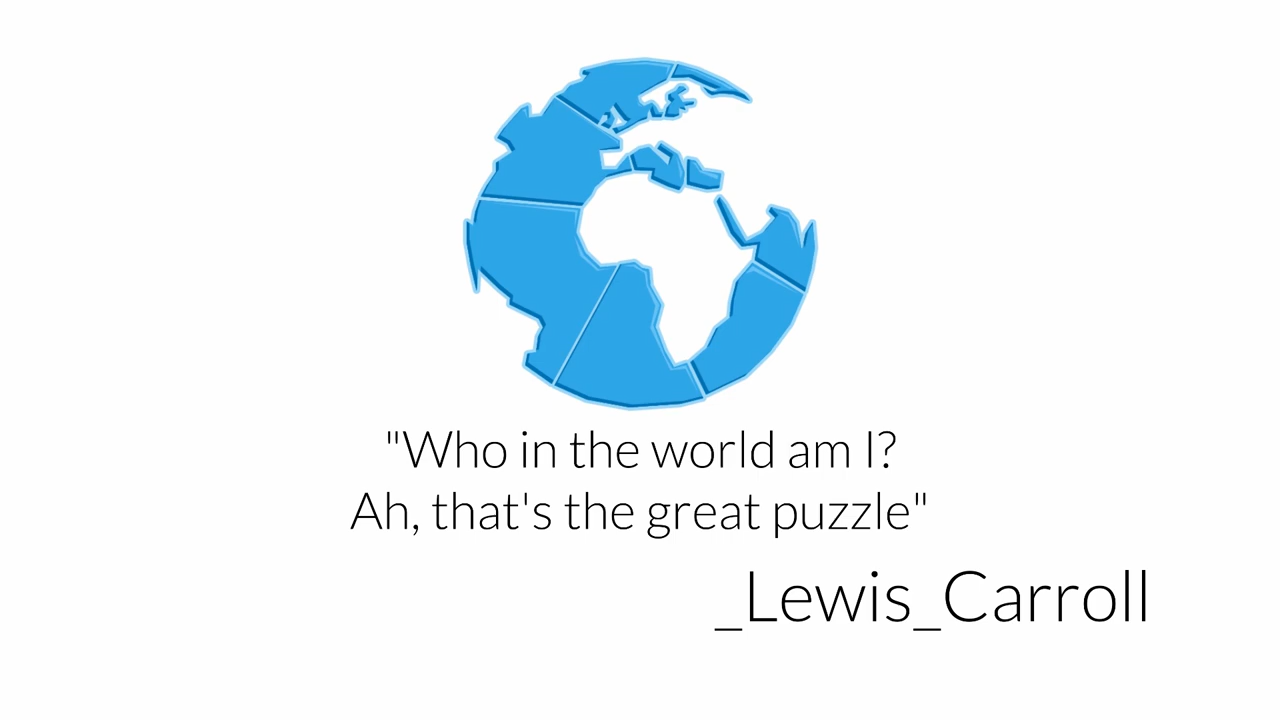 "Who in the world am I?
Ah, that's the great puzzle"
_Lewis_Carroll